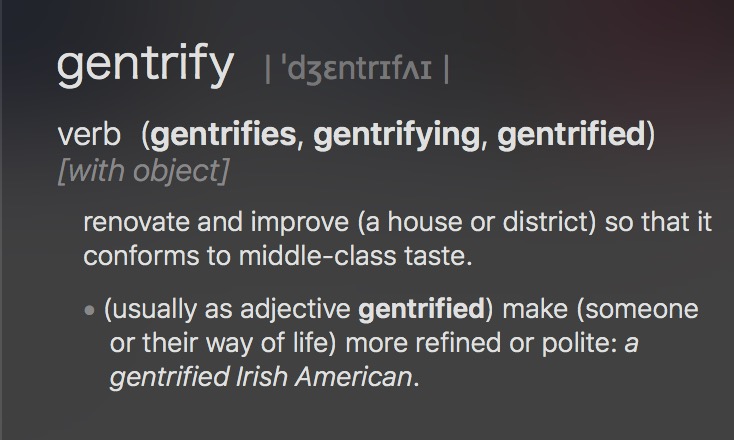 gentrify | ˈdʒɛntrɪfʌɪ |
verb (gentrifies, gentrifying, gentrified)
[with object]
renovate and improve (a house or district) so that it
conforms to middle-class taste.
• (usually as adjective gentrified) make (someone
or their way of life) more refined or polite: a
gentrified Irish American.